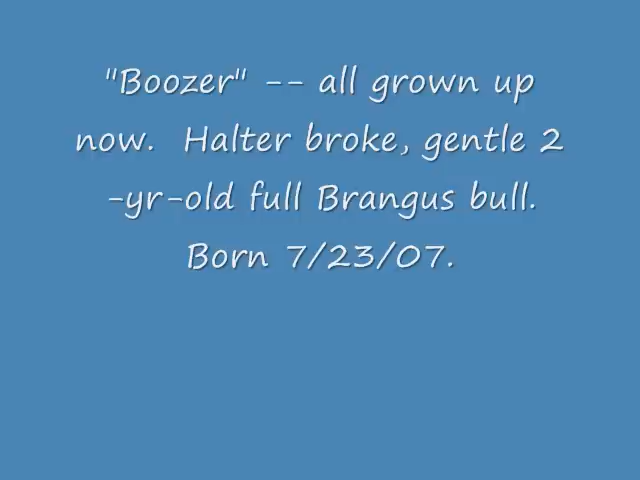 "Boozer" -- all grown up
now.  Halter broke, gentle 2
-yr-old full Brangus bull.
Born 7/23/07.